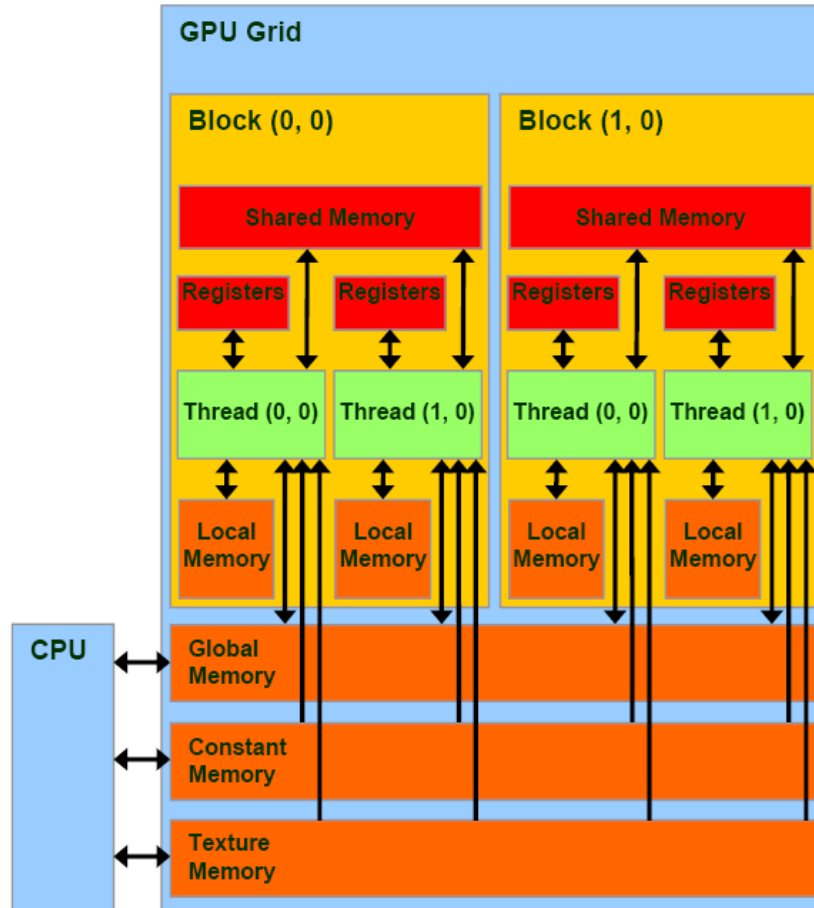 GPU Grid
Block (0, 0)
Block (1, 0)
Shared Memory
Shared Memory
Registers
Registers
Registers
Registers
Thread (0, 0)
Thread (1, 0)
Thread (0, 0)
Thread (1, 0)
Local
Memory
Local
Memory
Local
Memory
Local
Memory
CPU
Global
Memory
Constant
Memory
Texture
Memory